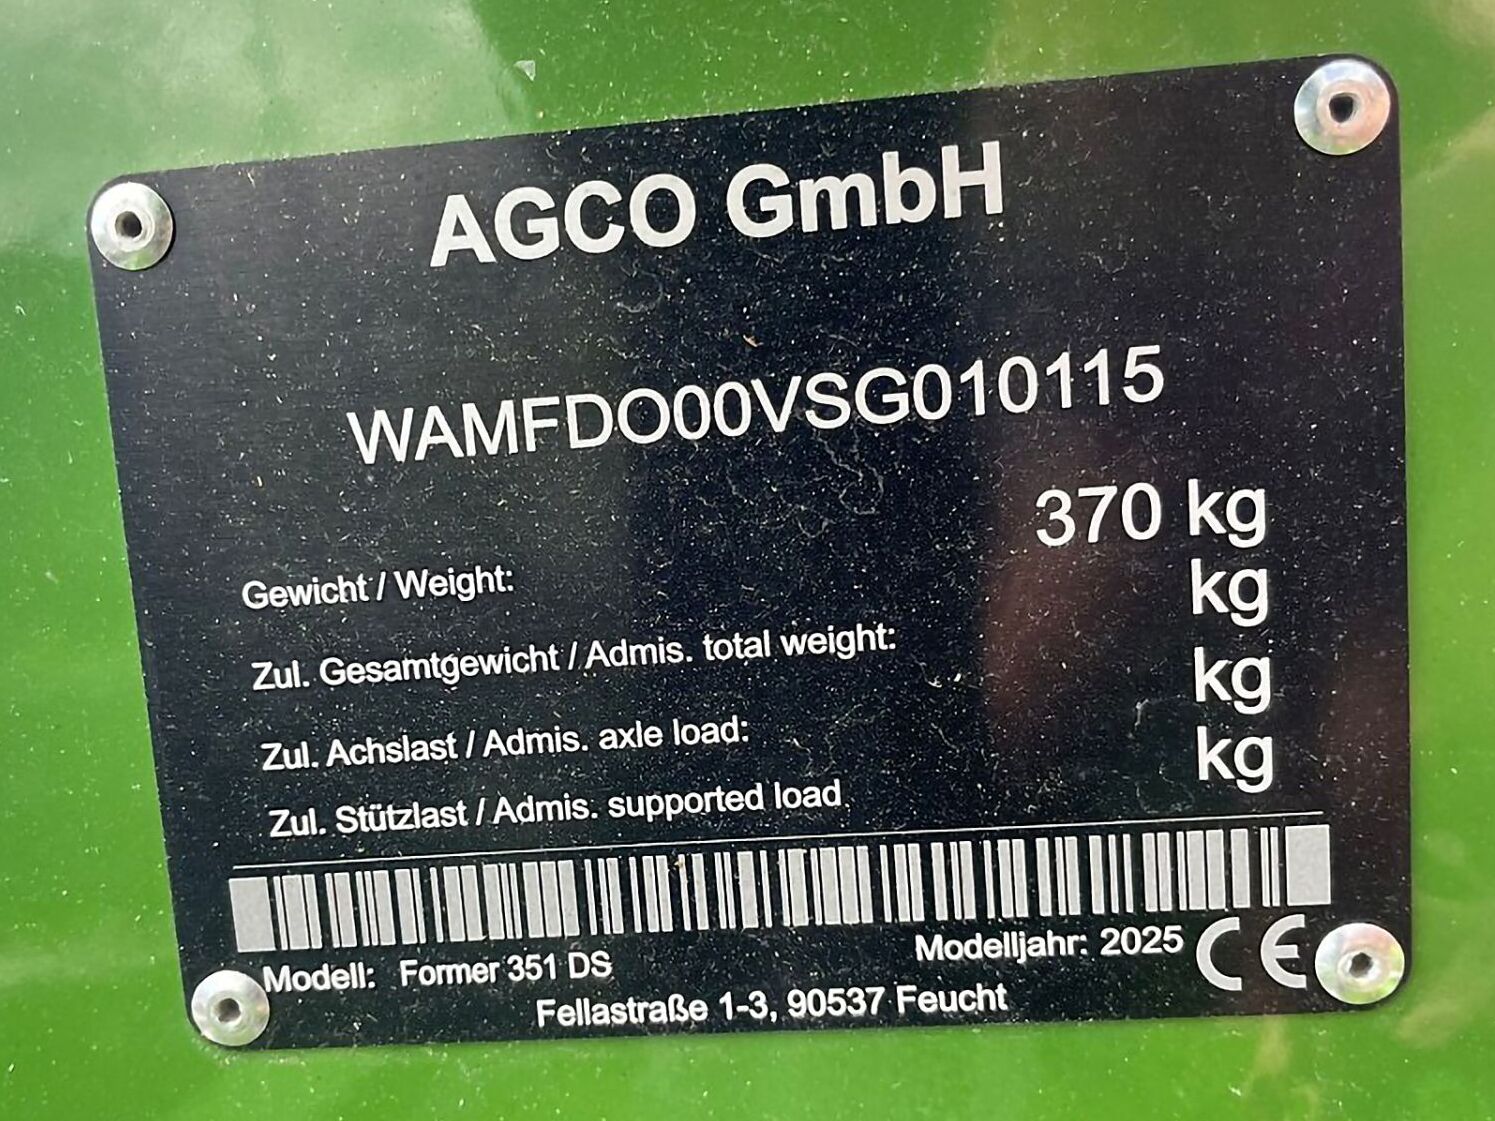 AGCO GmbH
WAMFDO00VSG010115
370 kg
Gewicht / Weight:
kg
Zul. Gesamtgewicht / Admis. total weight:
kg
Zul. Achslast / Admis. axle load:
kg
Zul. Stützlast / Admis. supported load
Modell: Former 351 DS
Modelljahr: 2025 CE
Fellastraße 1-3, 90537 Feucht